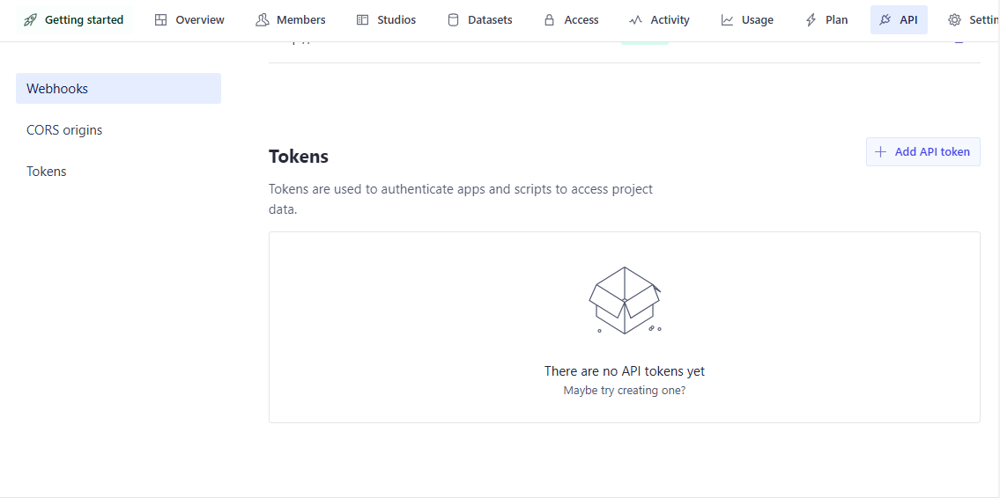 Getting started Overview Members Studios Datasets Access Activity Usage Plan API Settin
Webhooks
CORS origins
Tokens
Tokens
Add API token
Tokens are used to authenticate apps and scripts to access project
data.
There are no API tokens yet
Maybe try creating one?